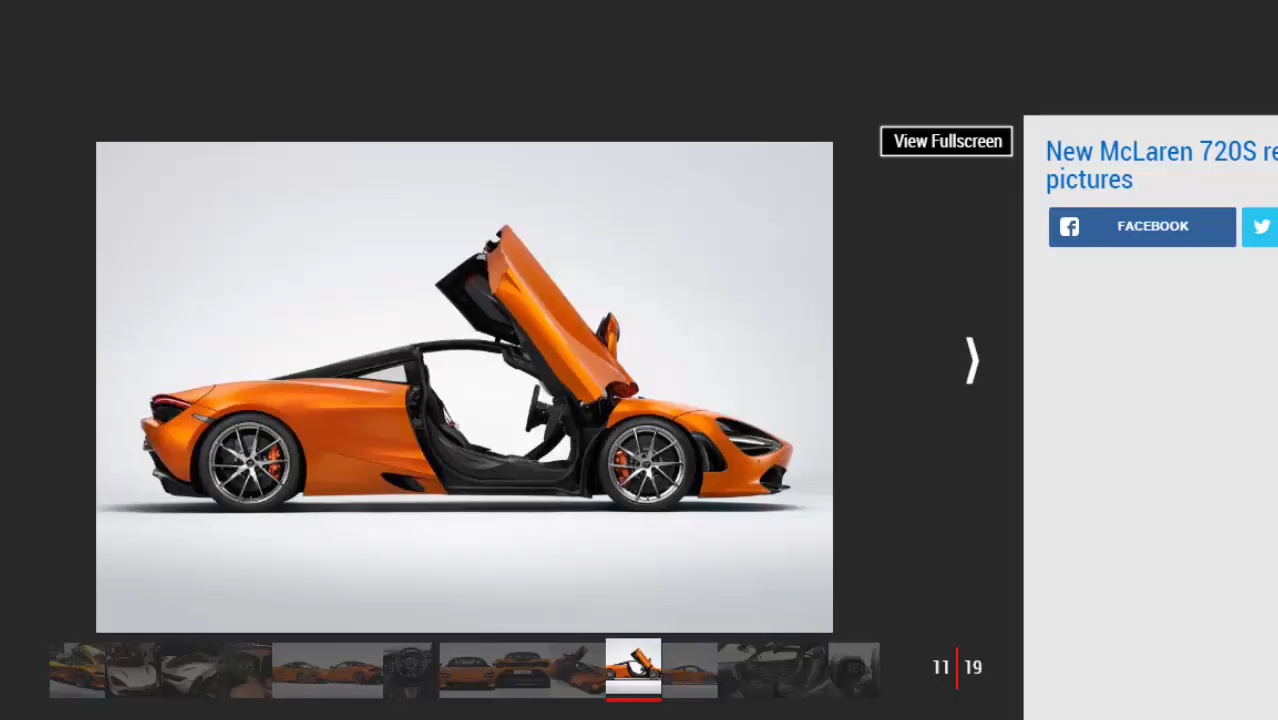 View Fullscreen
New McLaren 720S re
pictures
FACEBOOK
11 19